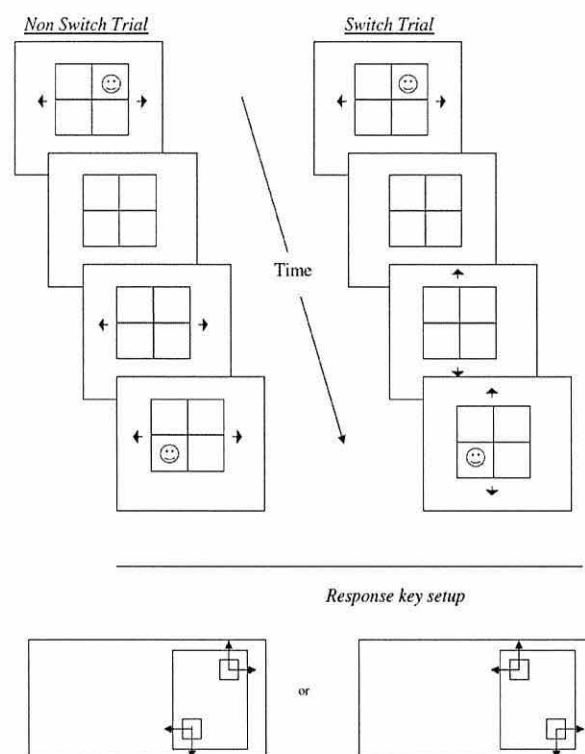 Non Switch Trial
Switch Trial
Time
Response key setup
or